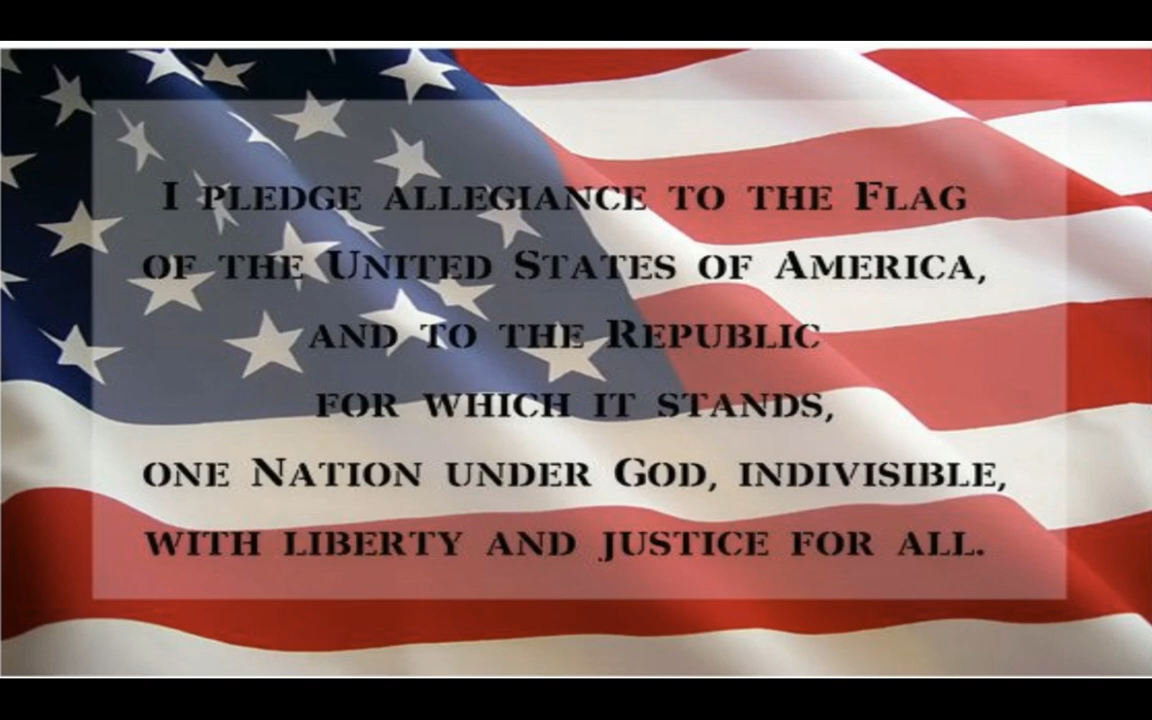 I PLEDGE ALLEGIANCE TO THE FLAG
OF THE UNITED STATES OF AMERICA,
AND TO THE REPUBLIC
FOR WHICH IT STANDS,
ONE NATION UNDER GOD, INDIVISIBLE,
WITH LIBERTY AND JUSTICE FOR ALL.